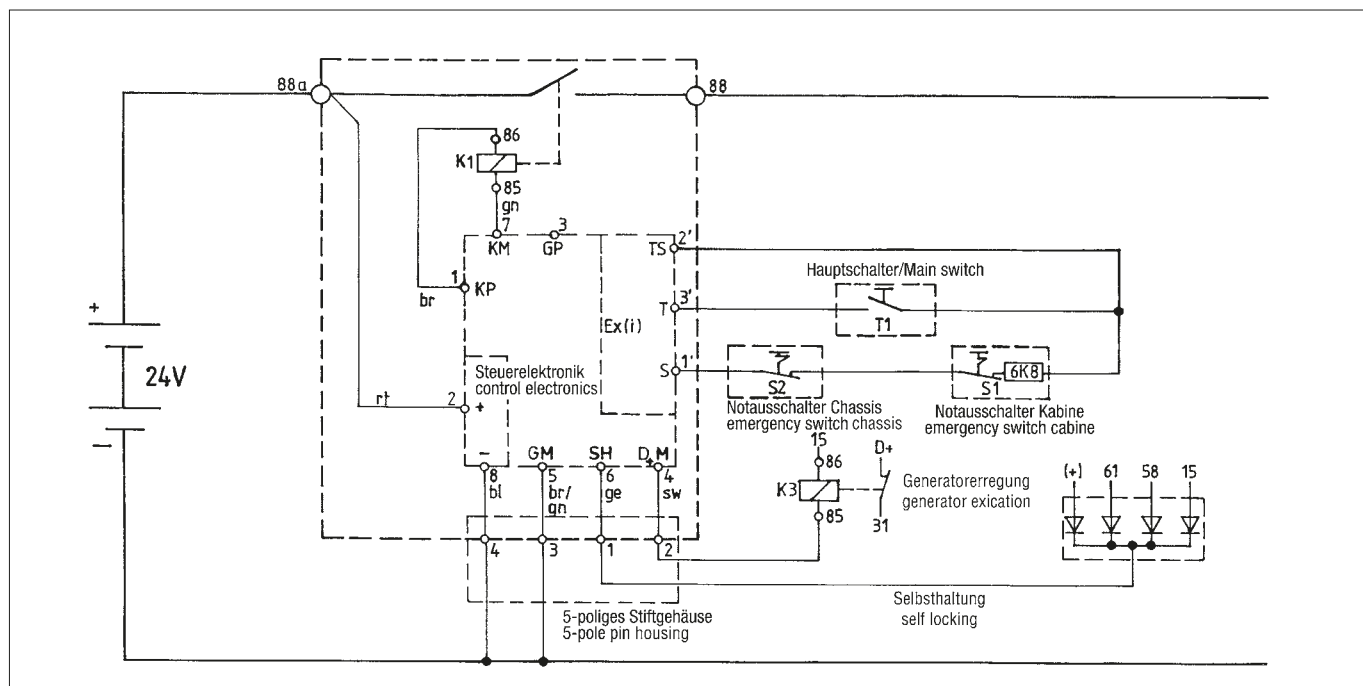 88a
88
86
K1
85
gn
7
3
KM
GP
TS
2'
Hauptschalter/Main switch
1
KP
br
T
3'
T1
Ex(i)
+
24V
−
Steuerelektronik
control electronics
S
1'
S2
S1
6K8
rt
2
+
Notausschalter Chassis
emergency switch chassis
Notausschalter Kabine
emergency switch cabine
−
GM
SH
D+M
8
5
6
4
bl
br/
gn
ge
sw
15
86
K3
85
D+
31
Generatorerregung
generator exication
(+)
61
58
15
4
3
1
2
Selbsthaltung
self locking
5-poliges Stiftgehäuse
5-pole pin housing